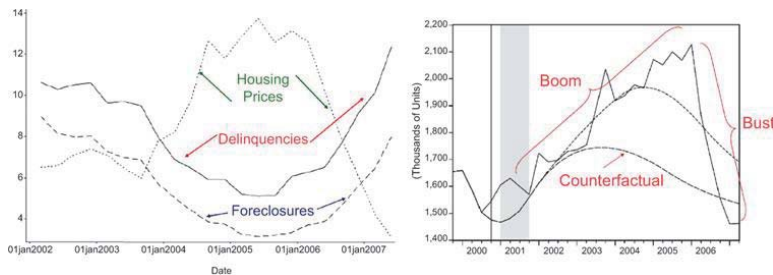 14
12
10
8
6
4
Housing
Prices
Delinquencies
Foreclosures
01jan2002 01jan2003 01jan2004 01jan2005 01jan2006 01jan2007
Date
(Thousands of Units)
2,200
2,100
2,000
1,900
1,800
1,700
1,600
1,500
1,400
Boom
Bust
Counterfactual
2000 2001 2002 2003 2004 2005 2006